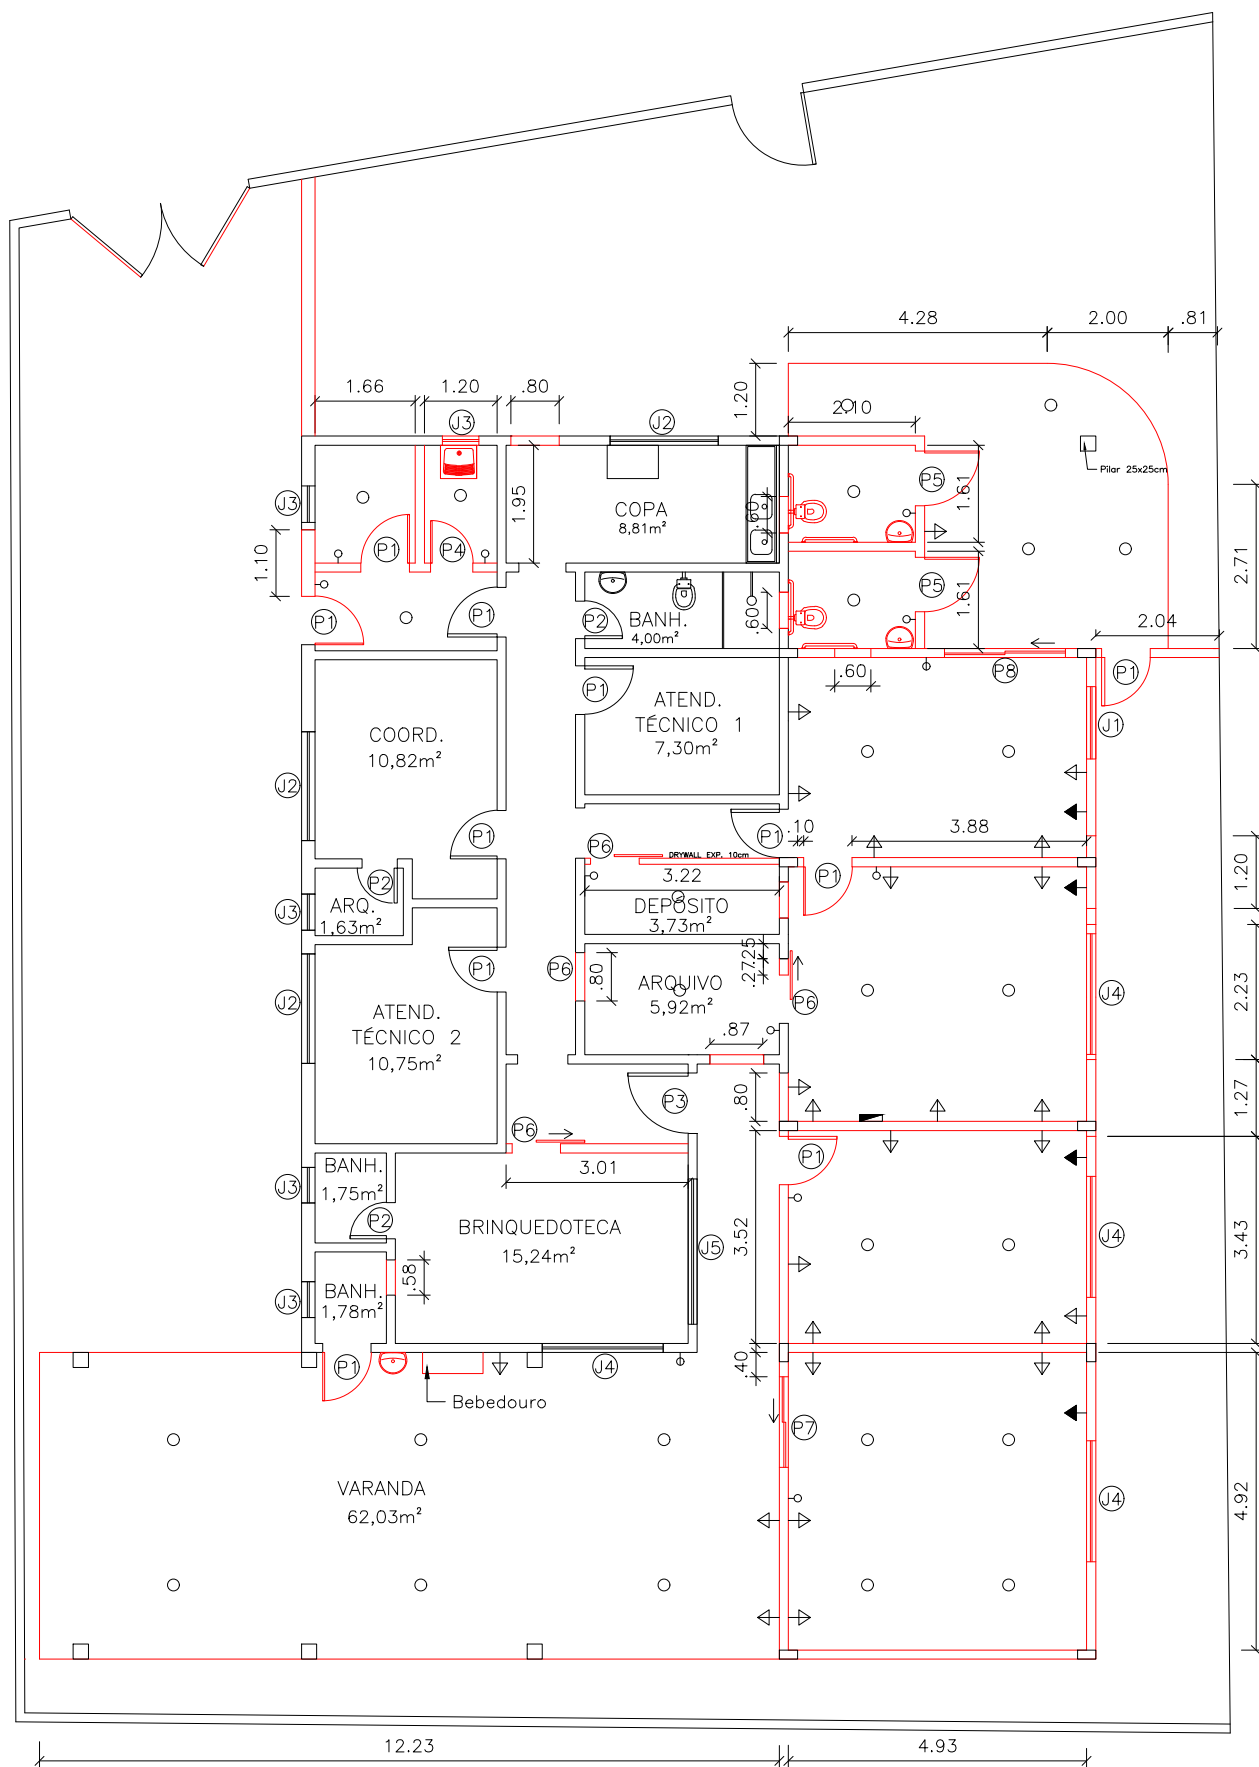 4.28
2.00
.81
1.66
1.20
.80
1.20
2.10
J3
J2
Pilar 25x25cm
P5
1.61
J3
1.95
COPA
8,81m²
.60
P1
P4
1.10
2.71
P5
1.61
P1
P1
P2
BANH.
4,00m²
.60
2.04
.60
P8
P1
P1
ATEND.
TÉCNICO 1
7,30m²
J1
COORD.
10,82m²
J2
P1
P1
.10
3.88
P6
DRYWALL EXP. 10cm
P1
1.20
P2
3.22
ARQ.
1,63m²
J3
DEPÓSITO
3,73m²
.25
.27
P1
P6
.80
ARQUIVO
5,92m²
P6
J4
2.23
J2
ATEND.
TÉCNICO 2
10,75m²
.87
P3
.80
1.27
P6
P1
BANH.
1,75m²
J3
3.01
P2
BRINQUEDOTECA
15,24m²
J5
3.52
J4
3.43
.58
BANH.
1,78m²
J3
P1
J4
.40
Bebedouro
P7
VARANDA
62,03m²
J4
4.92
12.23
4.93